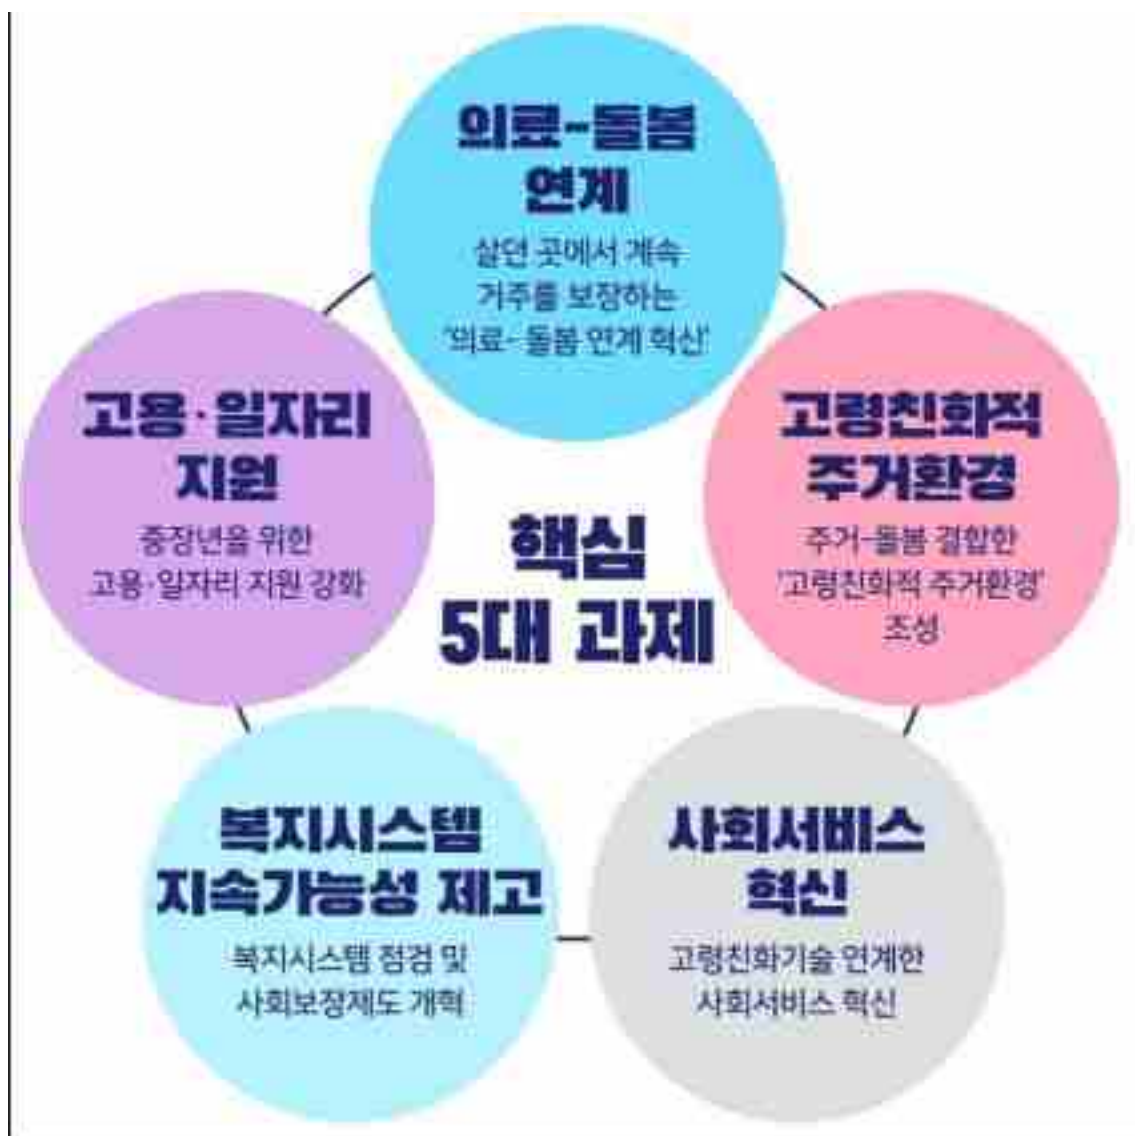 의료-돌봄
연계
살던 곳에서 계속
거주를 보장하는
'의료- 돌봄 연계 혁신'
고용·일자리
지원
중장년을 위한
고용·일자리 지원 강화
고령친화적
주거환경
주거-돌봄 결합한
'고령친화적 주거환경'
조성
핵심
5대 과제
복지시스템
지속가능성 제고
복지시스템 점검 및
사회보장제도 개혁
사회서비스
혁신
고령친화기술 연계한
사회서비스 혁신